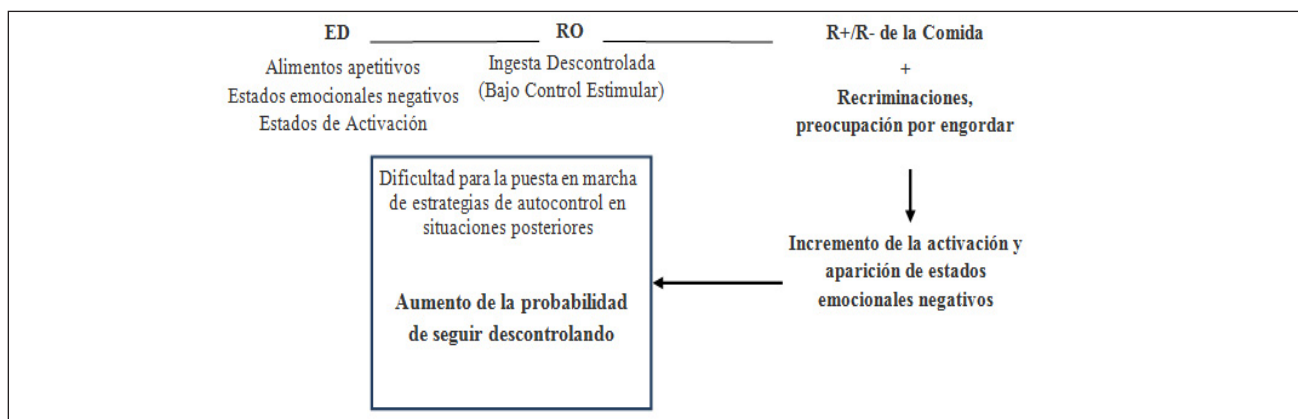 ED
RO
R+/R- de la Comida
Alimentos apetitivos
Estados emocionales negativos
Estados de Activación
Ingesta Descontrolada
(Bajo Control Estimular)
+
Recriminaciones,
preocupación por engordar
Incremento de la activación y
aparición de estados
emocionales negativos
Dificultad para la puesta en marcha
de estrategias de autocontrol en
situaciones posteriores
Aumento de la probabilidad
de seguir descontrolando